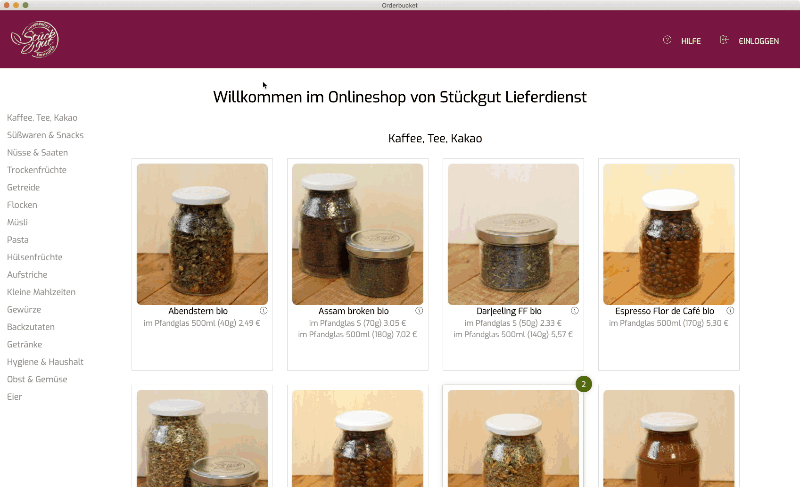 Orderbucket
Stückgut
HILFE
EINLOGGEN
Willkommen im Onlineshop von Stückgut Lieferdienst
Kaffee, Tee, Kakao
Süßwaren & Snacks
Nüsse & Saaten
Trockenfrüchte
Getreide
Flocken
Müsli
Pasta
Hülsenfrüchte
Aufstriche
Kleine Mahlzeiten
Gewürze
Backzutaten
Getränke
Hygiene & Haushalt
Obst & Gemüse
Eier
Kaffee, Tee, Kakao
Abendstern bio
im Pfandglas 500ml (40g) 2,49 €
Assam broken bio
im Pfandglas S (70g) 3,05 €
im Pfandglas 500ml (180g) 7,02 €
Darjeeling FF bio
im Pfandglas S (50g) 2,33 €
im Pfandglas 500ml (140g) 5,57 €
Espresso Flor de Café bio
im Pfandglas 500ml (170g) 5,30 €
2